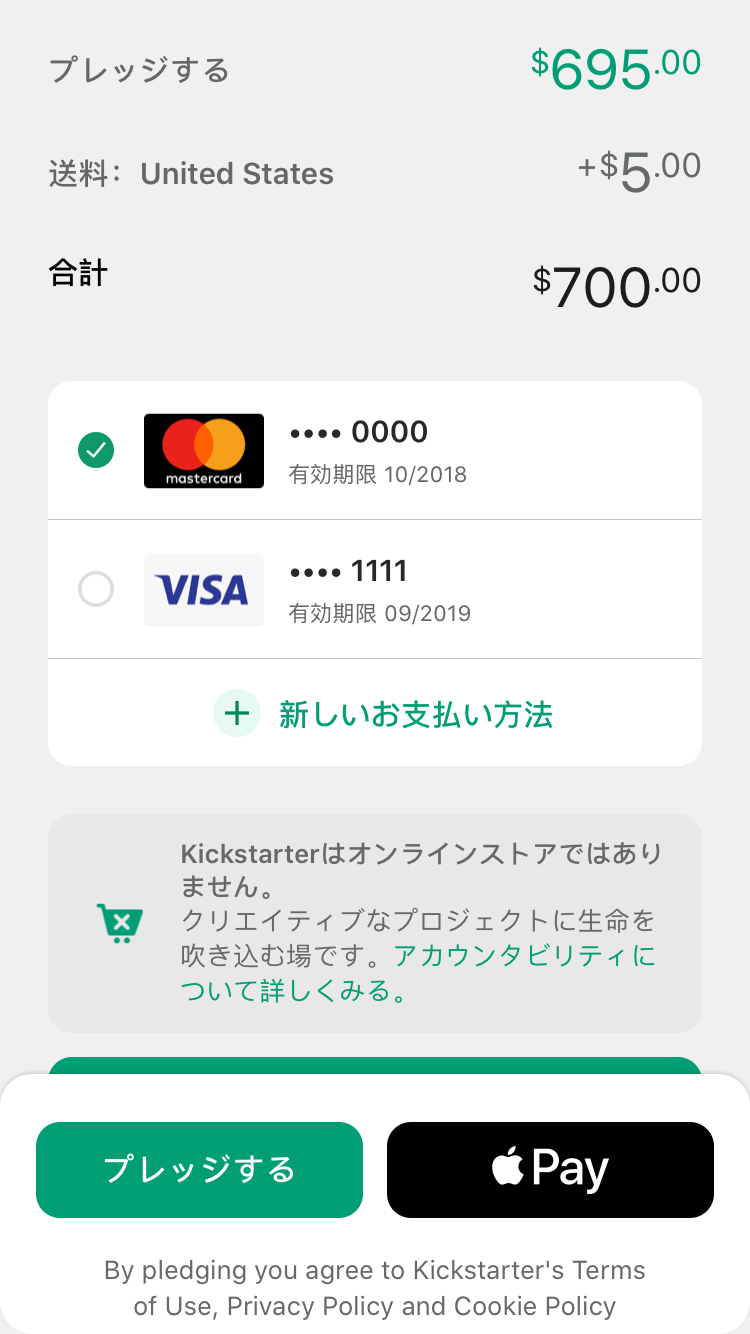 プレッジする $695.00
送料： United States +$5.00
合計 $700.00
mastercard
•••• 0000
有効期限 10/2018
VISA
•••• 1111
有効期限 09/2019
+ 新しいお支払い方法
Kickstarterはオンラインストアではあり
ません。
クリエイティブなプロジェクトに生命を
吹き込む場です。アカウンタビリティに
ついて詳しくみる。
プレッジする
Pay
By pledging you agree to Kickstarter's Terms
of Use, Privacy Policy and Cookie Policy